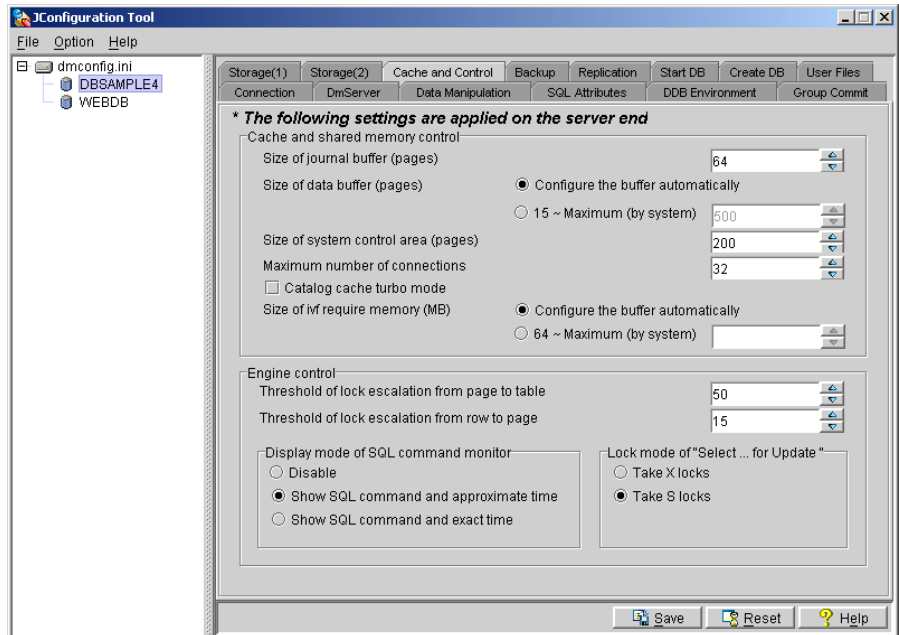 JConfiguration Tool
File Option Help
dmconfig.ini
DBSAMPLE4
WEBDB
Storage(1) Storage(2) Cache and Control Backup Replication Start DB Create DB User Files
Connection DmServer Data Manipulation SQL Attributes DDB Environment Group Commit
* The following settings are applied on the server end
Cache and shared memory control
Size of journal buffer (pages) 64
Size of data buffer (pages) Configure the buffer automatically
15 ~ Maximum (by system) 500
Size of system control area (pages) 200
Maximum number of connections 32
Catalog cache turbo mode
Size of ivf require memory (MB) Configure the buffer automatically
64 ~ Maximum (by system)
Engine control
Threshold of lock escalation from page to table 50
Threshold of lock escalation from row to page 15
Display mode of SQL command monitor Lock mode of "Select ... for Update "
Disable Take X locks
Show SQL command and approximate time Take S locks
Show SQL command and exact time
Save Reset Help